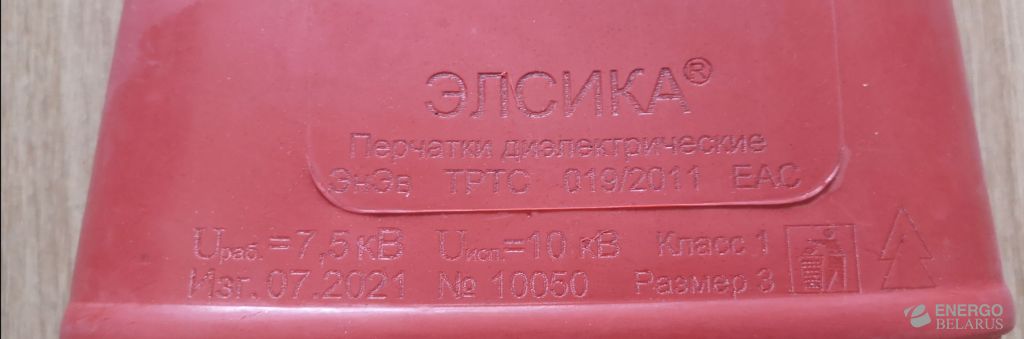 ЭЛСИКА®
Перчатки диэлектрические
ЭнЭв ТРТС 019/2011 EAC
Uраб.=7,5 кВ Uисп.=10 кВ Класс 1
Изг. 07.2021 № 10050 Размер 3
ENERGO
BELARUS